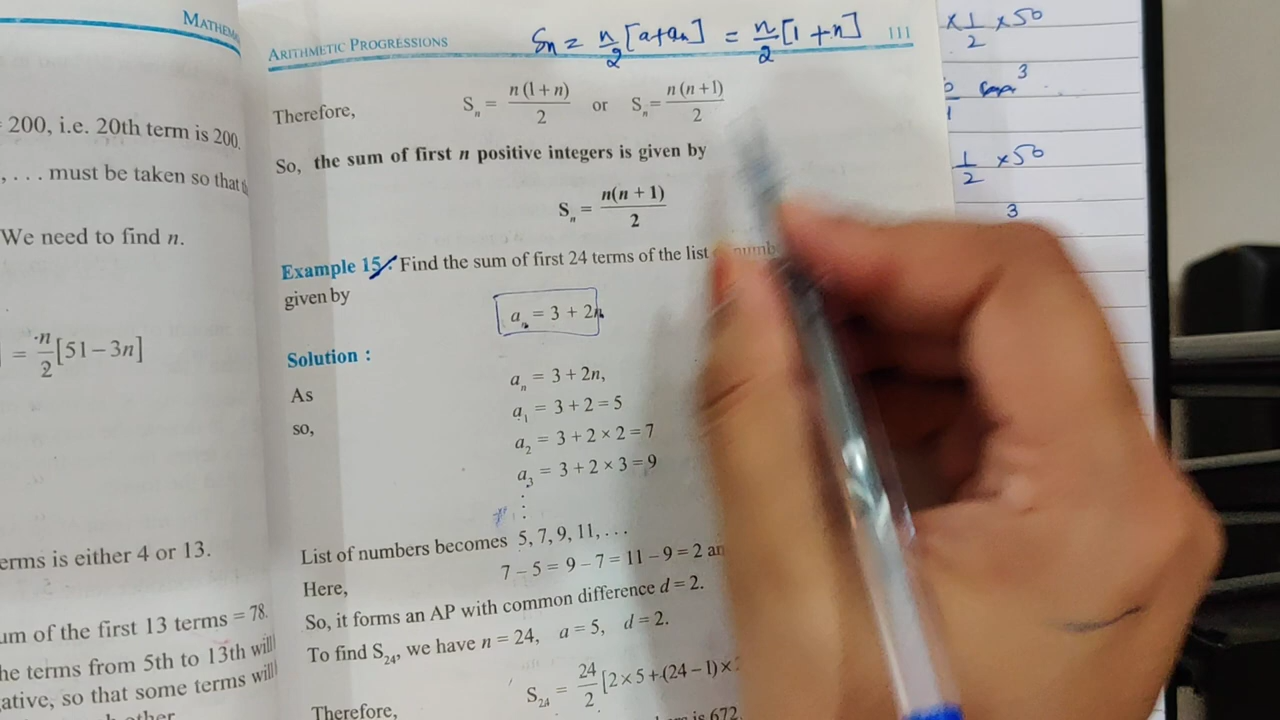 MATHEMA
= 200, i.e. 20th term is 200.
, . . . must be taken so that
We need to find n.
= n/2 [51 – 3n]
erms is either 4 or 13.
um of the first 13 terms = 78.
he terms from 5th to 13th will
gative, so that some terms will
other
ARITHMETIC PROGRESSIONS
Sn = n/2 [a+an] = n/2 [1+n]
111
Therefore, Sₙ = n(1+n)/2 or Sₙ = n(n+1)/2
So, the sum of first n positive integers is given by
Sₙ = n(n + 1)/2
Example 15 : Find the sum of first 24 terms of the list
given by
aₙ = 3 + 2n
Solution :
As aₙ = 3 + 2n,
so, a₁ = 3 + 2 = 5
a₂ = 3 + 2 × 2 = 7
a₃ = 3 + 2 × 3 = 9
⋮
List of numbers becomes 5, 7, 9, 11, . . .
Here, 7 – 5 = 9 – 7 = 11 – 9 = 2 an
So, it forms an AP with common difference d = 2.
To find S₂₄, we have n = 24, a = 5, d = 2.
Therefore, S₂₄ = 24/2 [2 × 5 + (24 – 1) ×
is 672.
× 1/2 × 50
3
1/2 × 50
3